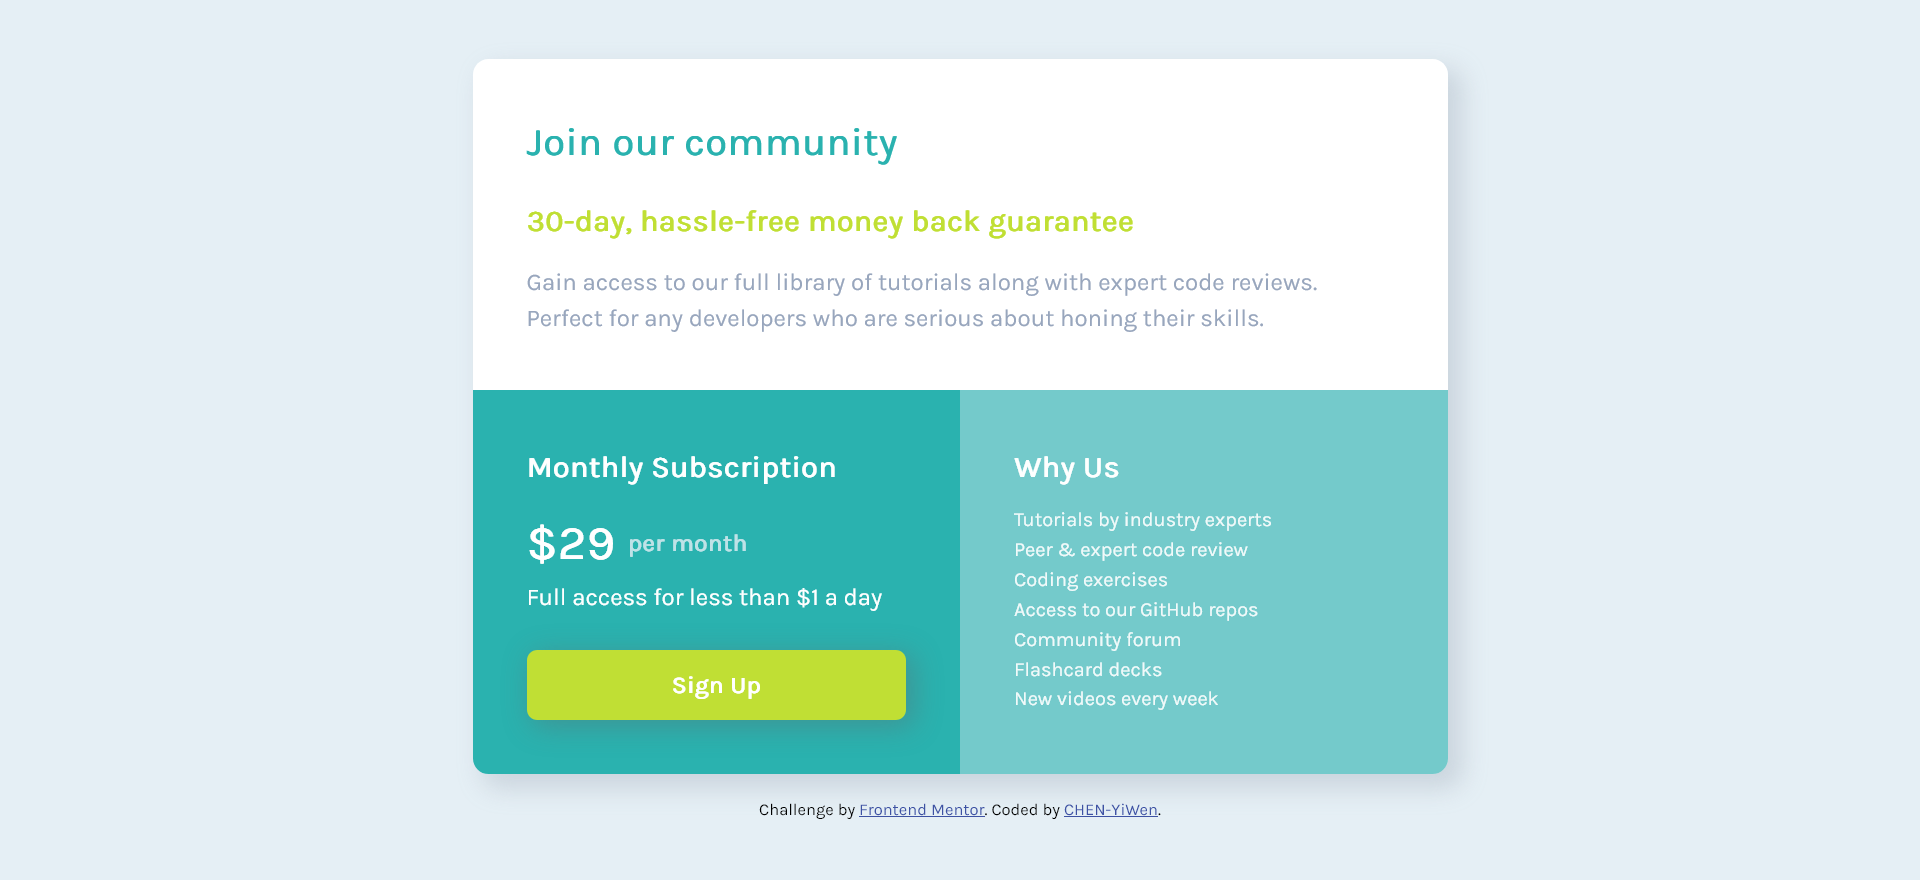 Join our community
30-day, hassle-free money back guarantee
Gain access to our full library of tutorials along with expert code reviews.
Perfect for any developers who are serious about honing their skills.
Monthly Subscription
$29 per month
Full access for less than $1 a day
Sign Up
Why Us
Tutorials by industry experts
Peer & expert code review
Coding exercises
Access to our GitHub repos
Community forum
Flashcard decks
New videos every week
Challenge by Frontend Mentor. Coded by CHEN-YiWen.